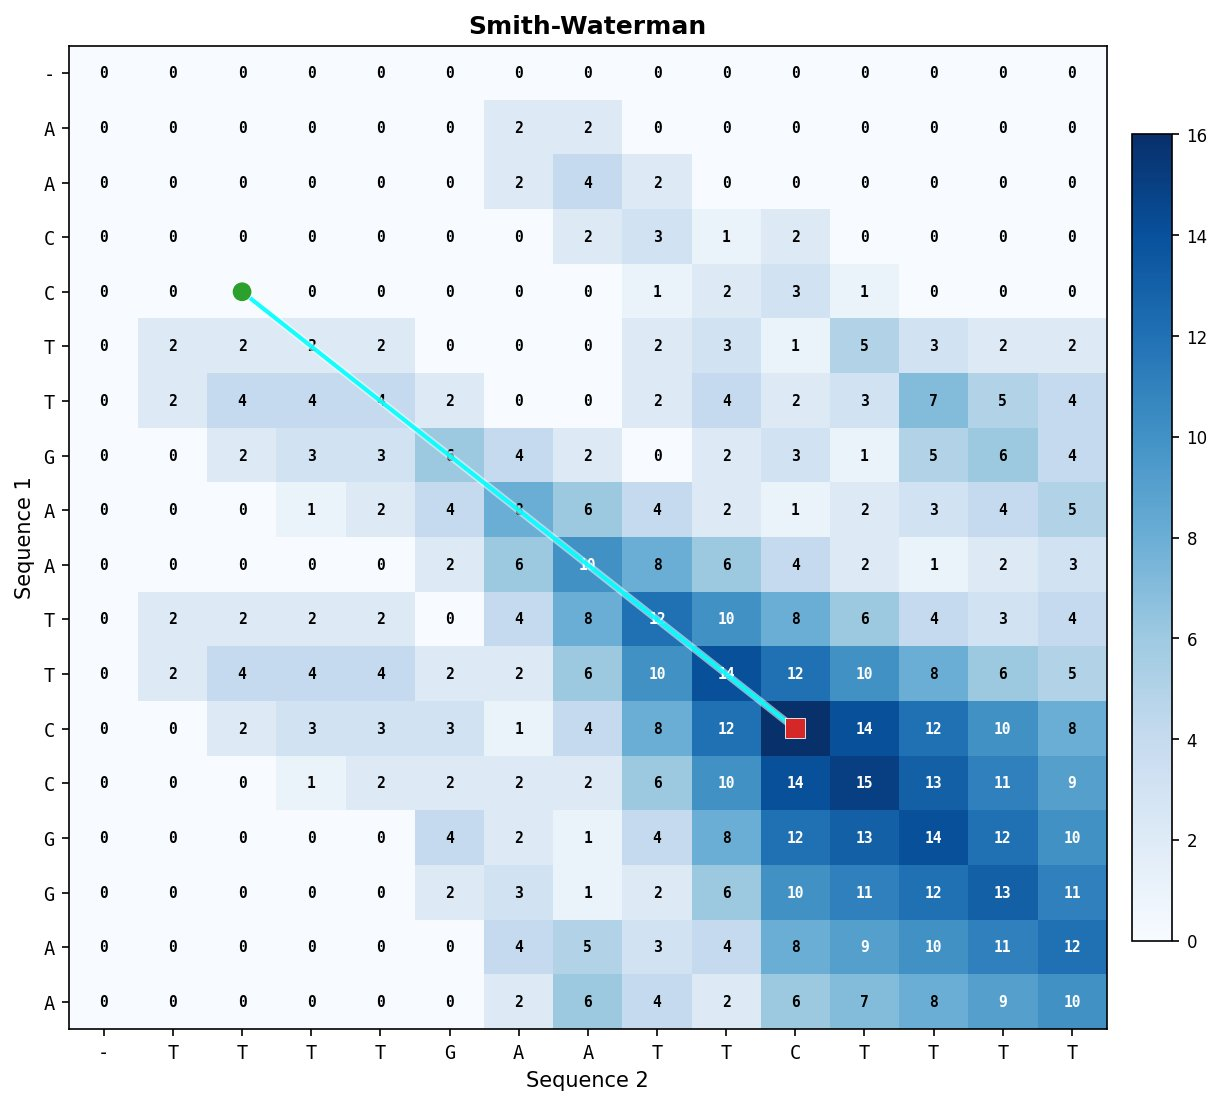 Smith-Waterman
- 0 0 0 0 0 0 0 0 0 0 0 0 0 0 0
A 0 0 0 0 0 0 2 2 0 0 0 0 0 0 0
A 0 0 0 0 0 0 2 4 2 0 0 0 0 0 0
C 0 0 0 0 0 0 0 2 3 1 2 0 0 0 0
C 0 0 0 0 0 0 0 1 2 3 1 0 0 0
T 0 2 2 2 2 0 0 0 2 3 1 5 3 2 2
T 0 2 4 4 4 2 0 0 2 4 2 3 7 5 4
G 0 0 2 3 3 6 4 2 0 2 3 1 5 6 4
A 0 0 0 1 2 4 8 6 4 2 1 2 3 4 5
A 0 0 0 0 0 2 6 10 8 6 4 2 1 2 3
T 0 2 2 2 2 0 4 8 12 10 8 6 4 3 4
T 0 2 4 4 4 2 2 6 10 14 12 10 8 6 5
C 0 0 2 3 3 3 1 4 8 12 14 12 10 8
C 0 0 0 1 2 2 2 2 6 10 14 15 13 11 9
G 0 0 0 0 0 4 2 1 4 8 12 13 14 12 10
G 0 0 0 0 0 2 3 1 2 6 10 11 12 13 11
A 0 0 0 0 0 0 4 5 3 4 8 9 10 11 12
A 0 0 0 0 0 0 2 6 4 2 6 7 8 9 10
- T T T T G A A T T C T T T T
Sequence 2
Sequence 1
16
14
12
10
8
6
4
2
0